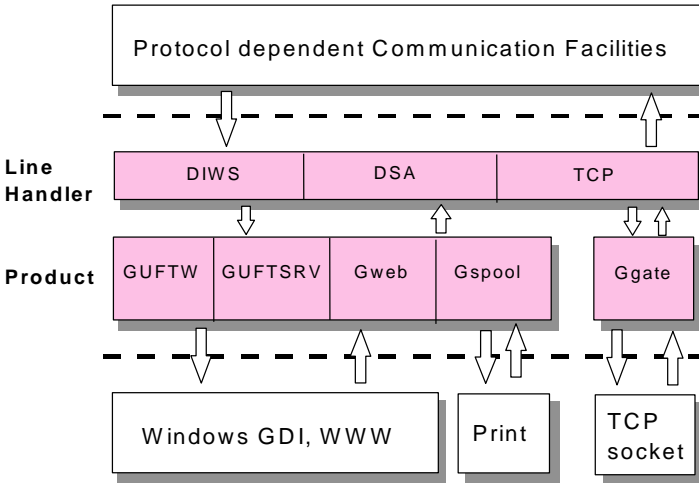 Protocol dependent Communication Facilities
Line
Handler
DIWS
DSA
TCP
Product
GUFTW
GUFTSRV
Gweb
Gspool
Ggate
Windows GDI, WWW
Print
TCP
socket